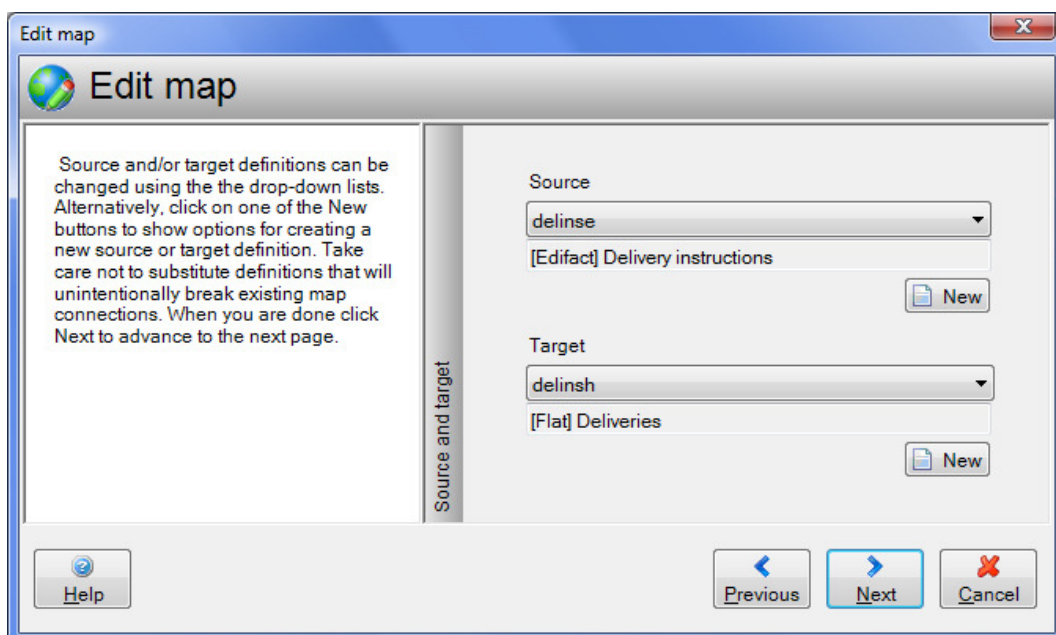 Edit map
Edit map
Source and/or target definitions can be
changed using the the drop-down lists.
Alternatively, click on one of the New
buttons to show options for creating a
new source or target definition. Take
care not to substitute definitions that will
unintentionally break existing map
connections. When you are done click
Next to advance to the next page.
Source and target
Source
delinse
[Edifact] Delivery instructions
New
Target
delinsh
[Flat] Deliveries
New
Help
Previous
Next
Cancel